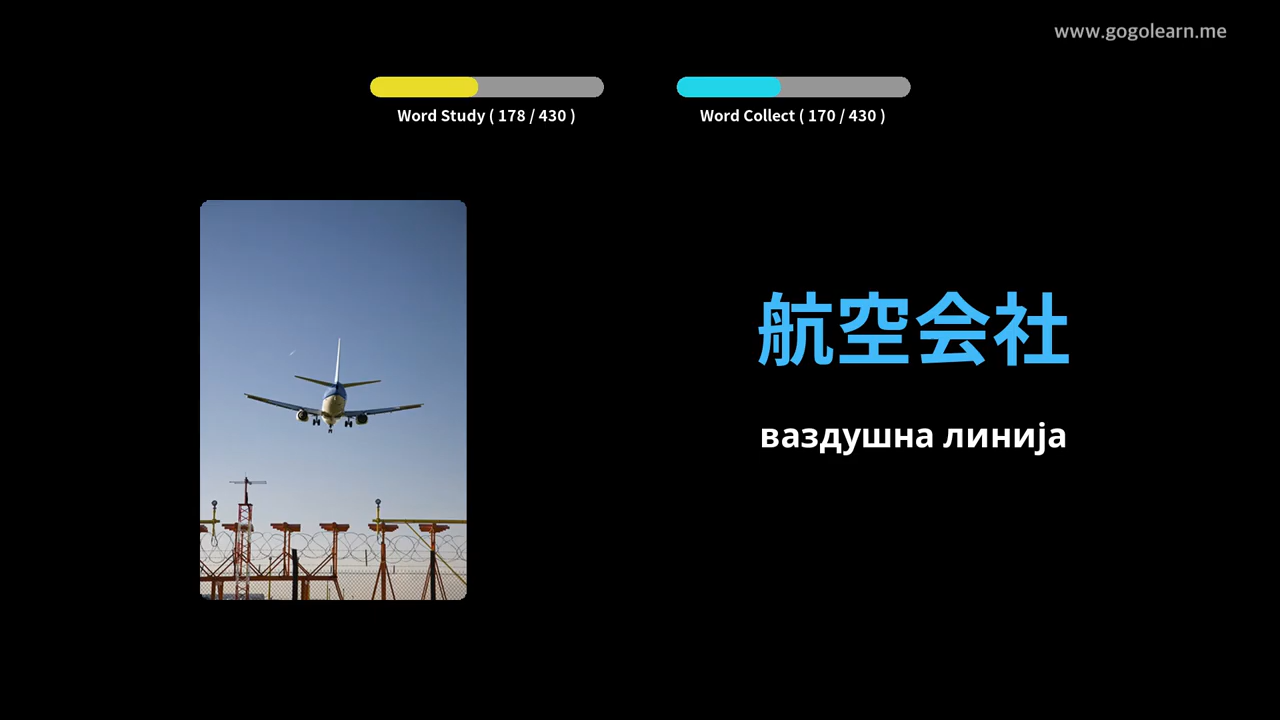 www.gogolearn.me
Word Study ( 178 / 430 )
Word Collect ( 170 / 430 )
航空会社
ваздушна линија